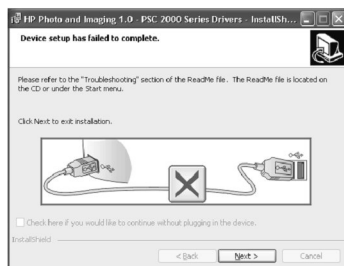 HP Photo and Imaging 1.0 - PSC 2000 Series Drivers - InstallSh...
Device setup has failed to complete.
Please refer to the "Troubleshooting" section of the ReadMe file. The ReadMe file is located on
the CD or under the Start menu.
Click Next to exit installation.
Check here if you would like to continue without plugging in the device.
InstallShield
< Back Next > Cancel